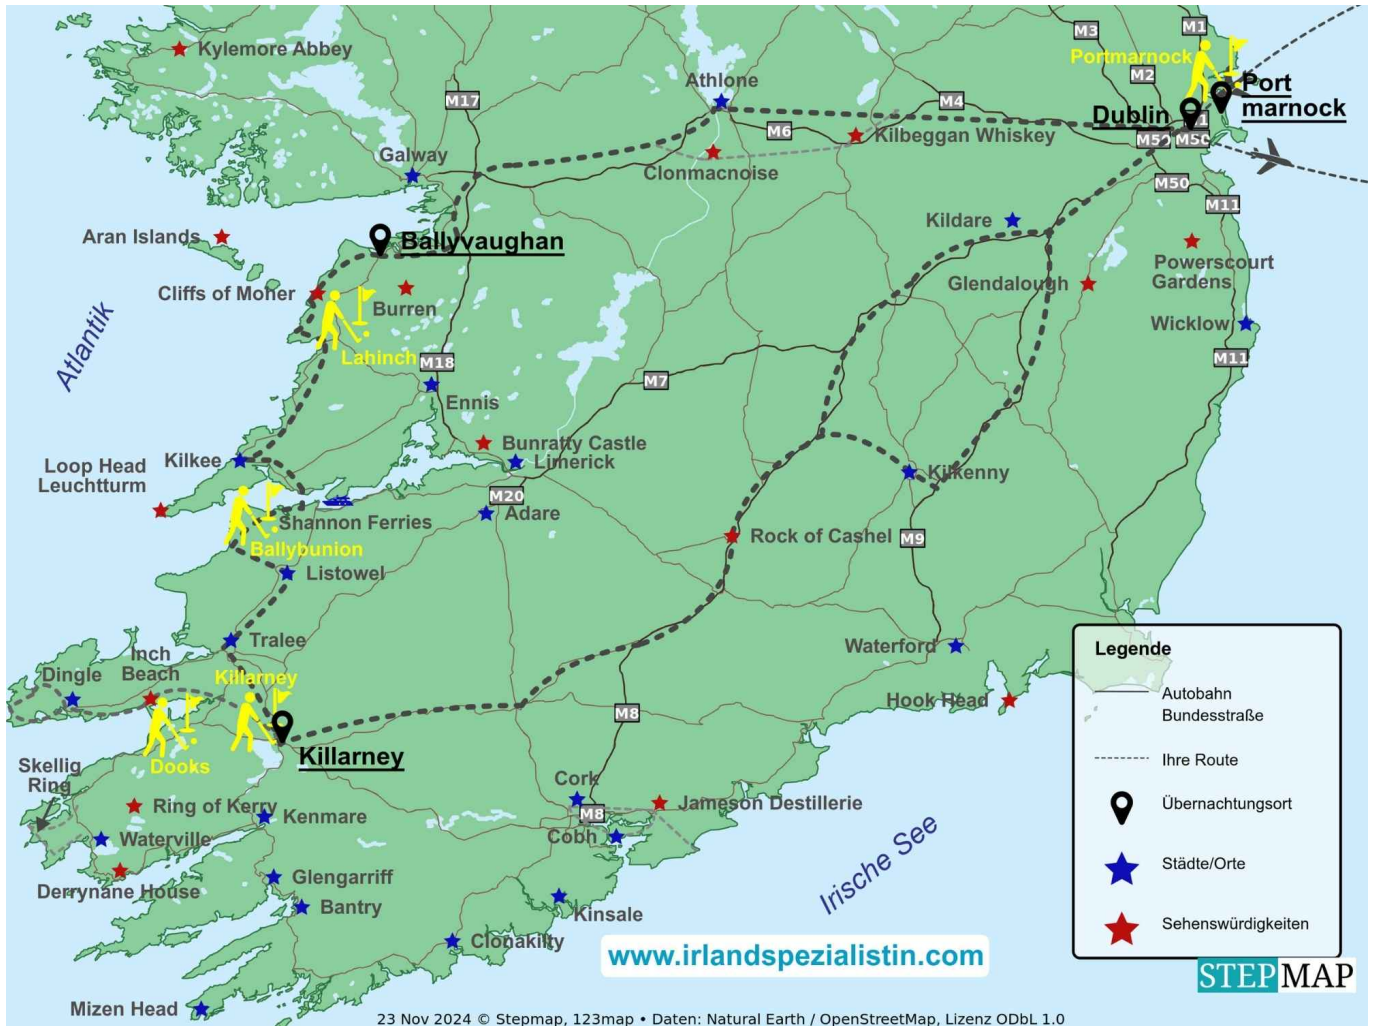 Kylemore Abbey
M17
Athlone
M3
M1
Portmarnock
M2
M4
Port
marnock
Dublin
M6
Kilbeggan Whiskey
M50
M50
Galway
Clonmacnoise
M50
M11
Aran Islands
Ballyvaughan
Kildare
Powerscourt
Gardens
Cliffs of Moher
Burren
Glendalough
Atlantik
Wicklow
Lahinch
M18
M7
M11
Ennis
Bunratty Castle
Limerick
Kilkee
Loop Head
Leuchtturm
Kilkenny
M20
Adare
Shannon Ferries
Ballybunion
Rock of Cashel
M9
Listowel
Tralee
Waterford
Inch
Beach
Dingle
Killarney
Hook Head
M8
Killarney
Dooks
Skellig
Ring
Ring of Kerry
Cork
Jameson Destillerie
M8
Kenmare
Waterville
Cobh
Irische See
Derrynane House
Glengarriff
Bantry
Kinsale
Clonakilty
Mizen Head
Legende
Autobahn
Bundesstraße
Ihre Route
Übernachtungsort
Städte/Orte
Sehenswürdigkeiten
www.irlandspezialistin.com
STEPMAP
23 Nov 2024 © Stepmap, 123map • Daten: Natural Earth / OpenStreetMap, Lizenz ODbL 1.0